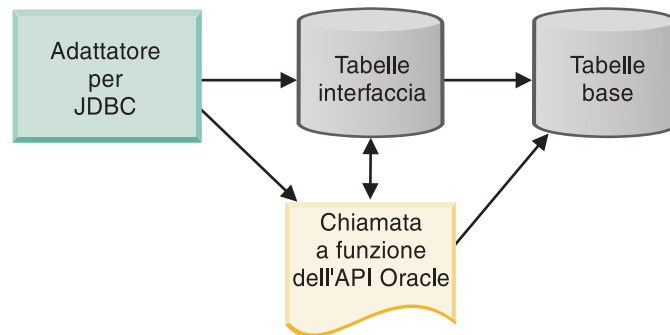 Adattatore
per
JDBC
Tabelle
interfaccia
Tabelle
base
Chiamata
a funzione
dell'API Oracle